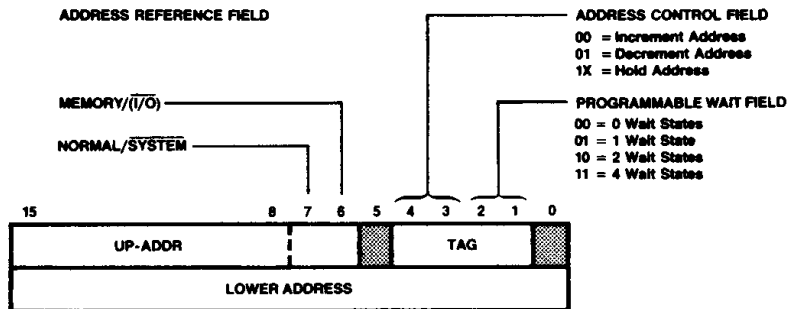 ADDRESS REFERENCE FIELD
ADDRESS CONTROL FIELD
00 = Increment Address
01 = Decrement Address
1X = Hold Address
MEMORY/(I/O)
PROGRAMMABLE WAIT FIELD
00 = 0 Wait States
01 = 1 Wait State
10 = 2 Wait States
11 = 4 Wait States
NORMAL/SYSTEM
15 8 7 6 5 4 3 2 1 0
UP-ADDR TAG
LOWER ADDRESS